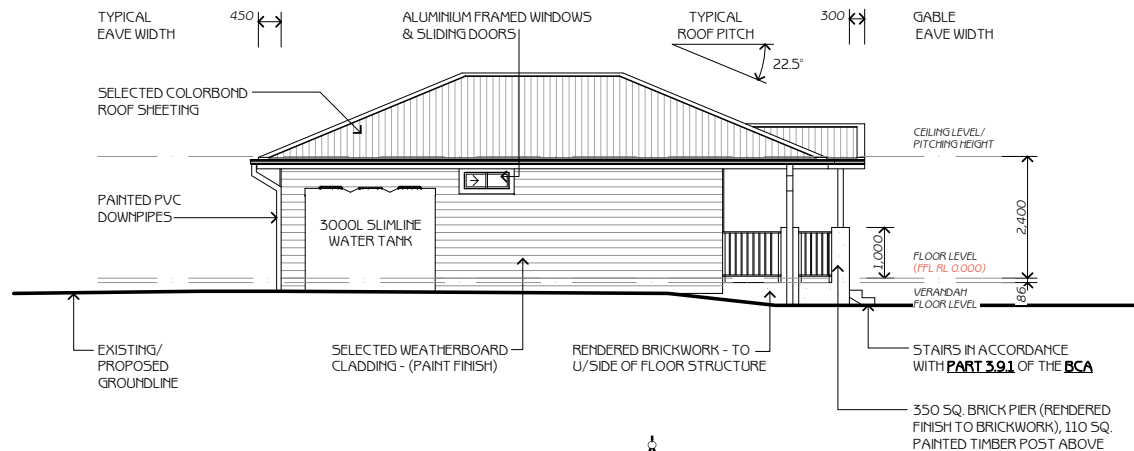 TYPICAL
EAVE WIDTH
450
ALUMINIUM FRAMED WINDOWS
& SLIDING DOORS
TYPICAL
ROOF PITCH
22.5°
300
GABLE
EAVE WIDTH
SELECTED COLORBOND
ROOF SHEETING
CEILING LEVEL/
PITCHING HEIGHT
PAINTED PVC
DOWNPIPES
3000L SLIMLINE
WATER TANK
2,400
1,000
FLOOR LEVEL
(FFL RL 0.000)
86
VERANDAH
FLOOR LEVEL
EXISTING/
PROPOSED
GROUNDLINE
SELECTED WEATHERBOARD
CLADDING - (PAINT FINISH)
RENDERED BRICKWORK - TO
U/SIDE OF FLOOR STRUCTURE
STAIRS IN ACCORDANCE
WITH PART 3.9.1 OF THE BCA
350 SQ. BRICK PIER (RENDERED
FINISH TO BRICKWORK), 110 SQ.
PAINTED TIMBER POST ABOVE